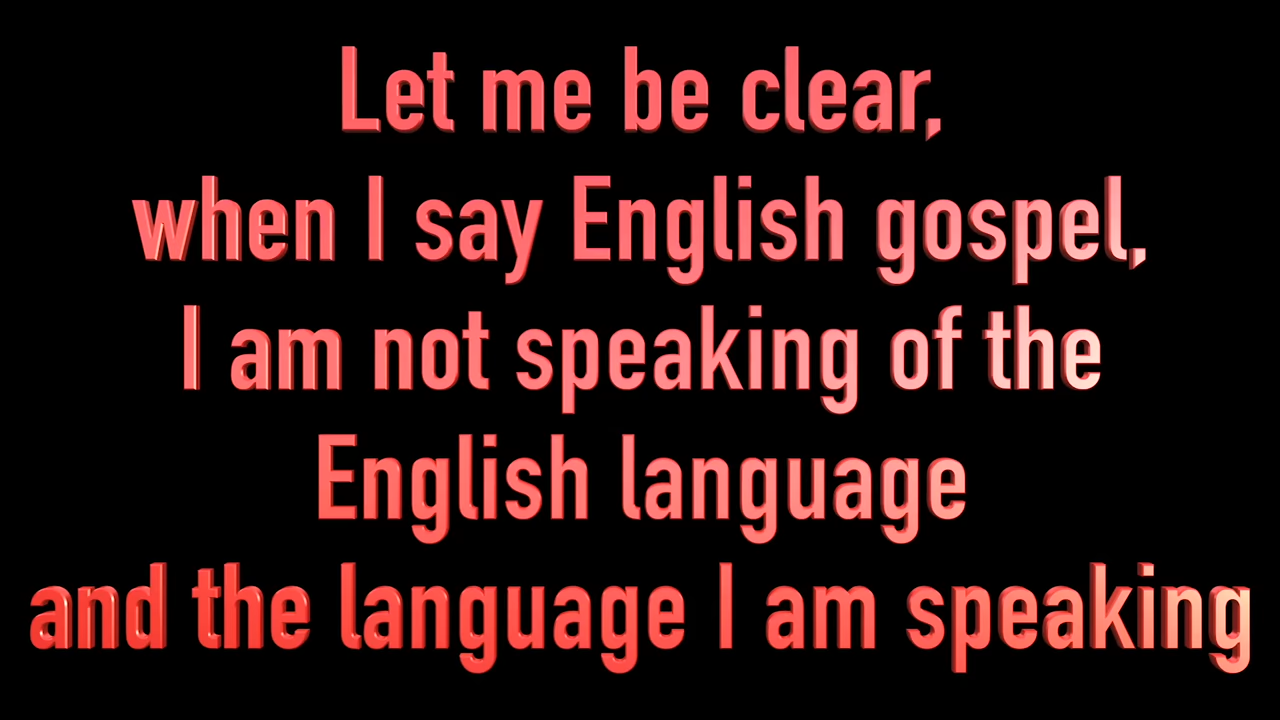 Let me be clear,
when I say English gospel,
I am not speaking of the
English language
and the language I am speaking